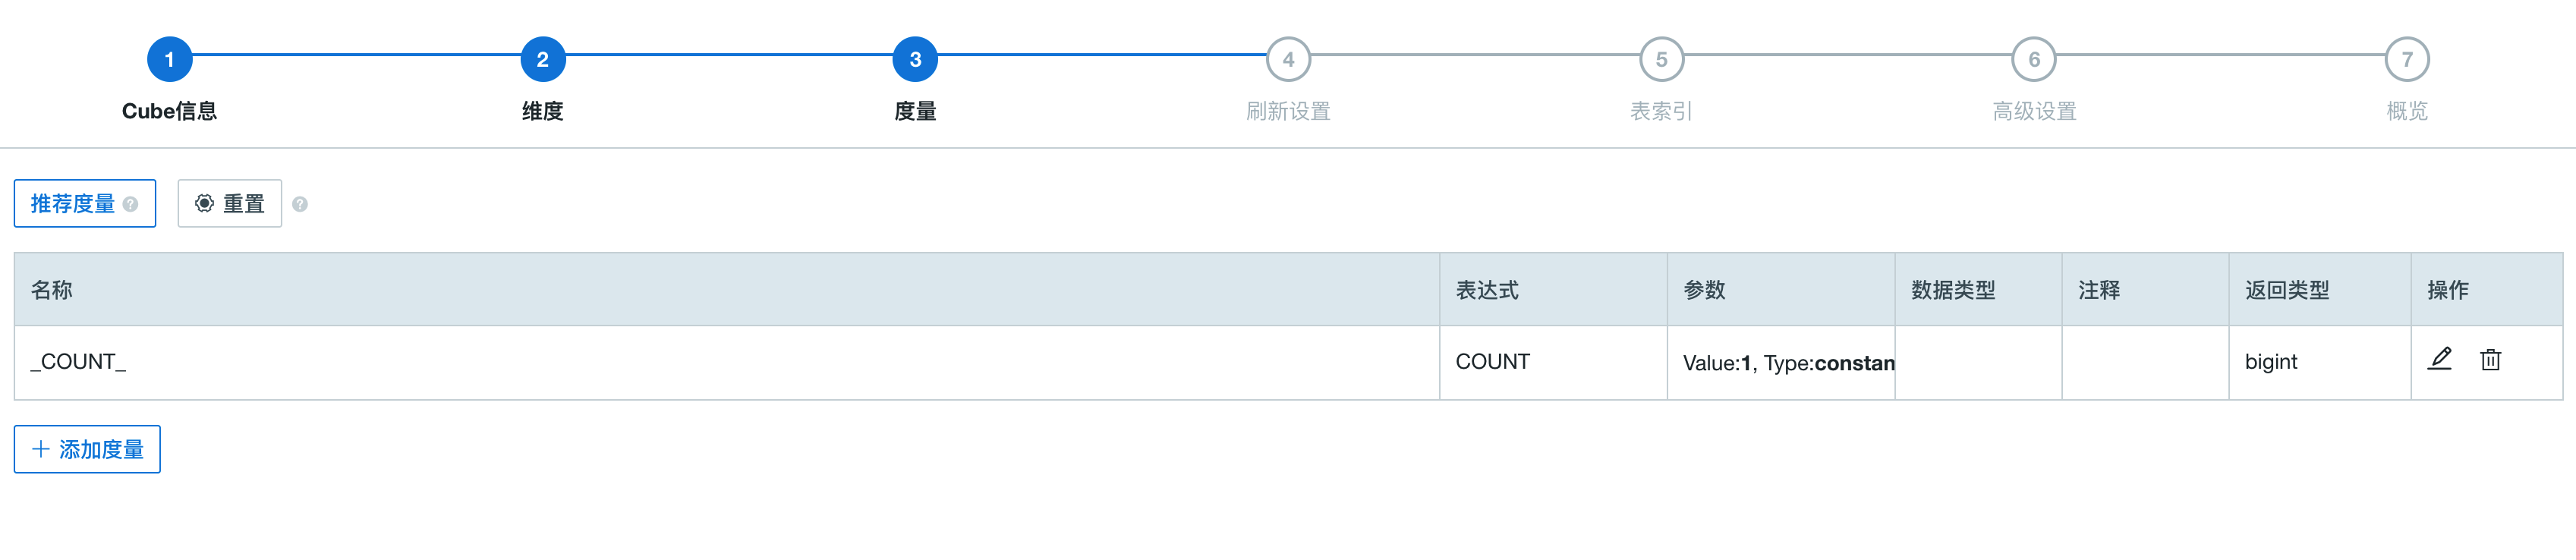 1 2 3 4 5 6 7
Cube信息 维度 度量 刷新设置 表索引 高级设置 概览
推荐度量 ? 重置 ?
名称 表达式 参数 数据类型 注释 返回类型 操作
_COUNT_ COUNT Value:1, Type:constan bigint
+ 添加度量